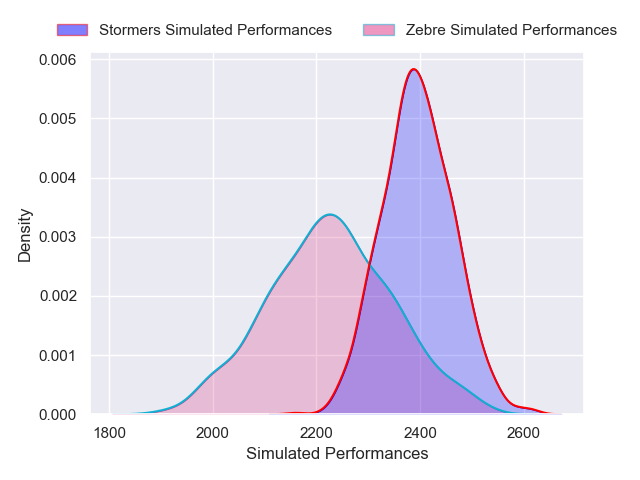 Stormers Simulated Performances Zebre Simulated Performances
0.006
0.005
0.004
0.003
0.002
0.001
0.000
Density
1800 2000 2200 2400 2600
Simulated Performances